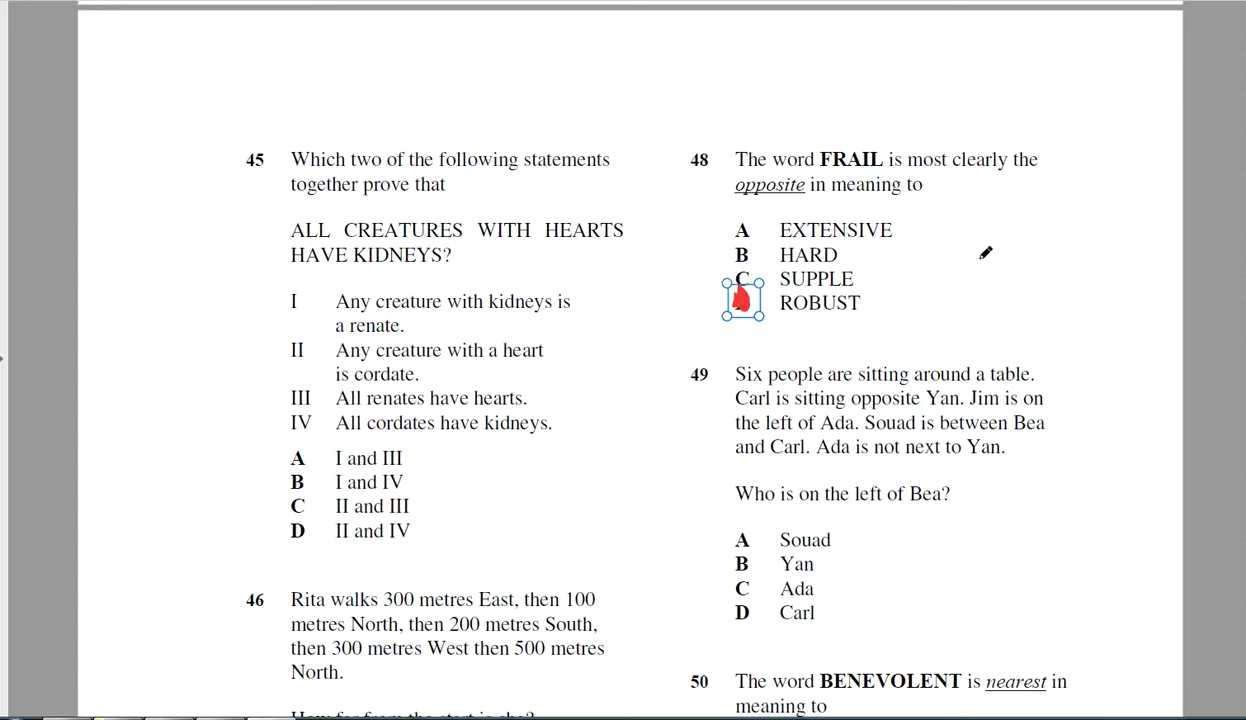 45 Which two of the following statements
together prove that
ALL CREATURES WITH HEARTS
HAVE KIDNEYS?
I Any creature with kidneys is
a renate.
II Any creature with a heart
is cordate.
III All renates have hearts.
IV All cordates have kidneys.
A I and III
B I and IV
C II and III
D II and IV
46 Rita walks 300 metres East, then 100
metres North, then 200 metres South,
then 300 metres West then 500 metres
North.
How far from the start is she?
48 The word FRAIL is most clearly the
opposite in meaning to
A EXTENSIVE
B HARD
C SUPPLE
ROBUST
49 Six people are sitting around a table.
Carl is sitting opposite Yan. Jim is on
the left of Ada. Souad is between Bea
and Carl. Ada is not next to Yan.
Who is on the left of Bea?
A Souad
B Yan
C Ada
D Carl
50 The word BENEVOLENT is nearest in
meaning to